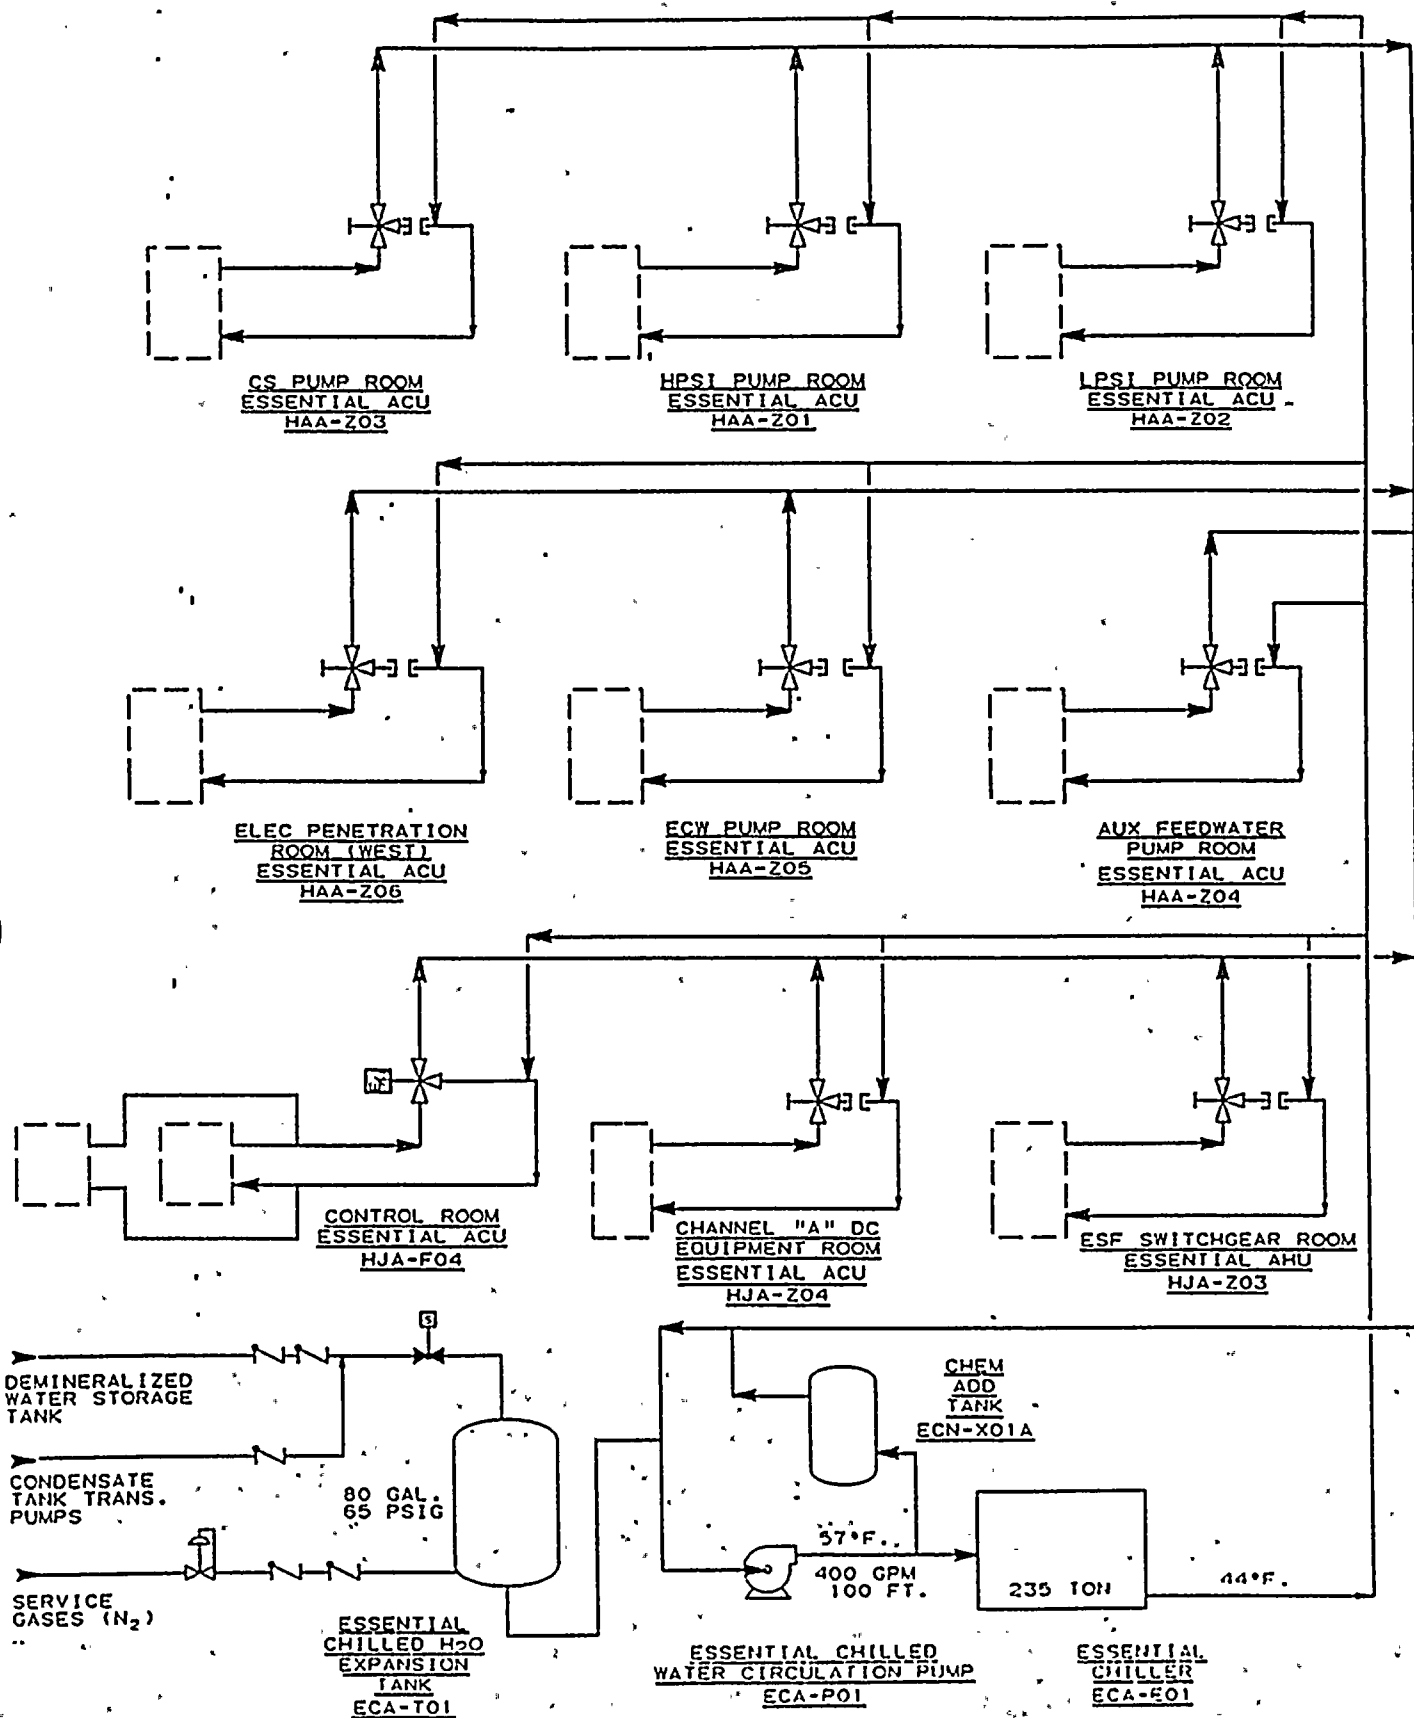 CS PUMP ROOM
ESSENTIAL ACU
HAA-Z03
HPSI PUMP ROOM
ESSENTIAL ACU
HAA-Z01
LPSI PUMP ROOM
ESSENTIAL ACU
HAA-Z02
ELEC PENETRATION
ROOM (WEST)
ESSENTIAL ACU
HAA-Z06
ECW PUMP ROOM
ESSENTIAL ACU
HAA-Z05
AUX FEEDWATER
PUMP ROOM
ESSENTIAL ACU
HAA-Z04
CONTROL ROOM
ESSENTIAL ACU
HJA-F04
CHANNEL "A" DC
EQUIPMENT ROOM
ESSENTIAL ACU
HJA-Z04
ESF SWITCHGEAR ROOM
ESSENTIAL AHU
HJA-Z03
S
DEMINERALIZED
WATER STORAGE
TANK
CONDENSATE
TANK TRANS.
PUMPS
SERVICE
GASES (N2)
80 GAL.
65 PSIG
ESSENTIAL
CHILLED H2O
EXPANSION
TANK
ECA-T01
CHEM
ADD
TANK
ECN-X01A
57°F.
400 GPM
100 FT.
ESSENTIAL CHILLED
WATER CIRCULATION PUMP
ECA-P01
235 TON
44°F.
ESSENTIAL
CHILLER
ECA-E01